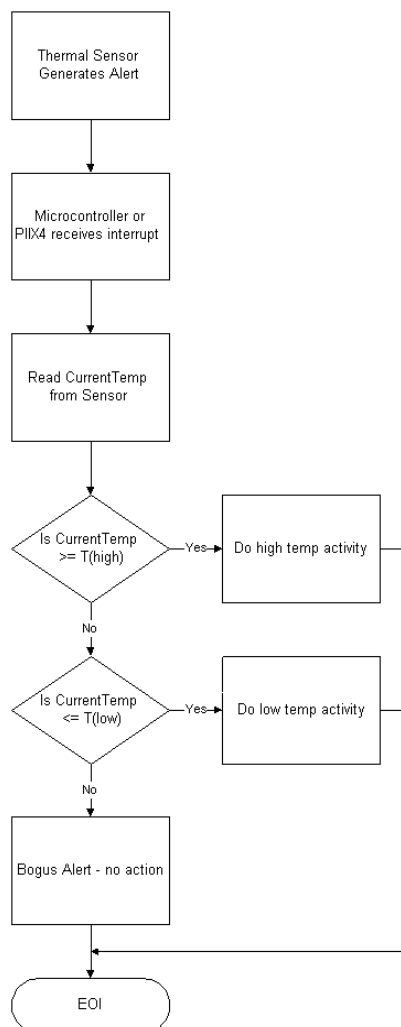 Thermal Sensor
Generates Alert
Microcontroller or
PIIX4 receives interrupt
Read CurrentTemp
from Sensor
Is CurrentTemp
>= T(high)
Yes
Do high temp activity
No
Is CurrentTemp
<= T(low)
Yes
Do low temp activity
No
Bogus Alert - no action
EOI